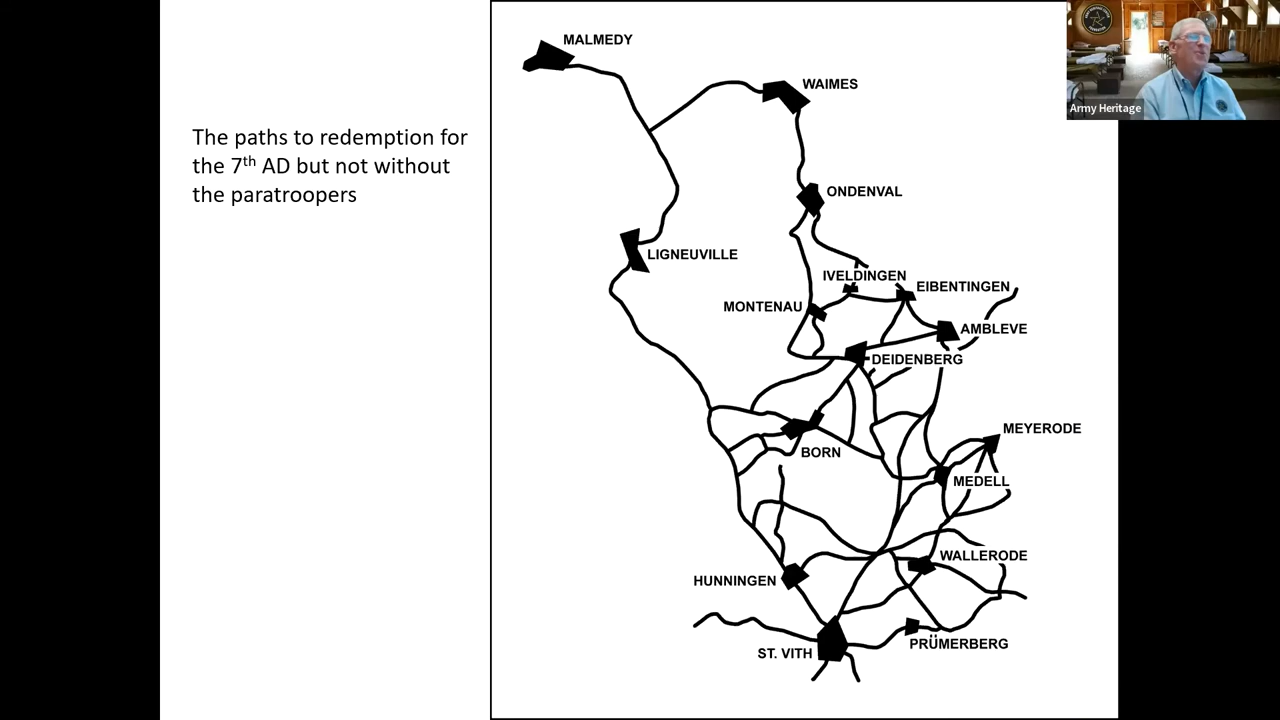 The paths to redemption for
the 7th AD but not without
the paratroopers
MALMEDY
WAIMES
ONDENVAL
LIGNEUVILLE
IVELDINGEN
EIBENTINGEN
MONTENAU
AMBLEVE
DEIDENBERG
MEYERODE
BORN
MEDELL
WALLERODE
HUNNINGEN
PRÜMERBERG
ST. VITH
Army Heritage